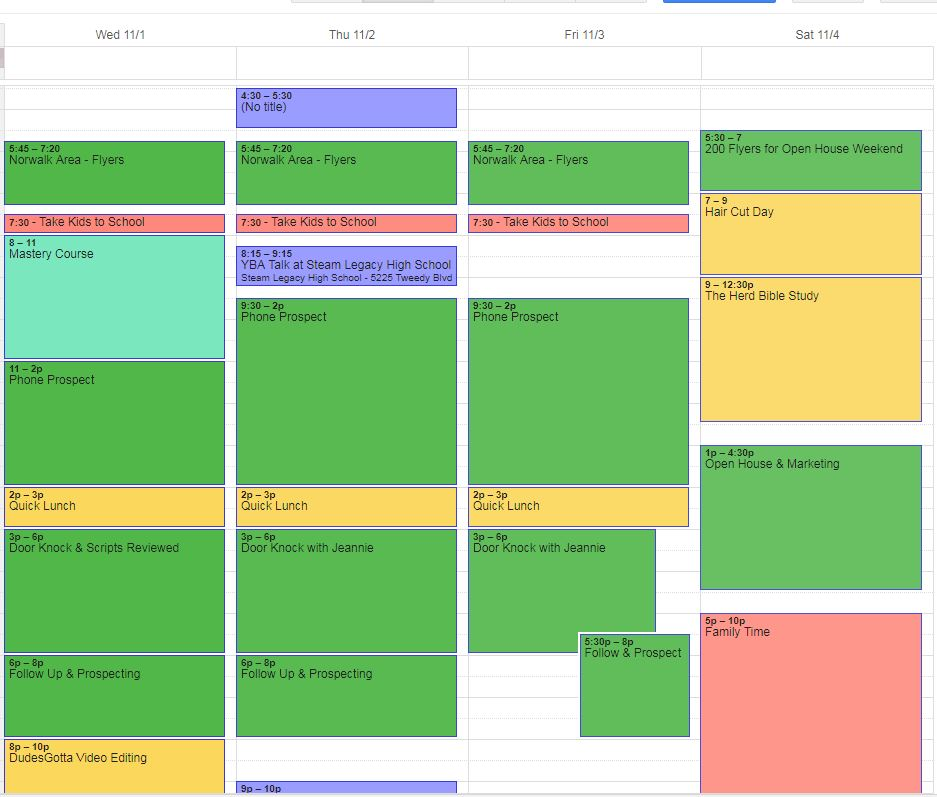 Wed 11/1
Thu 11/2
Fri 11/3
Sat 11/4
5:45 – 7:20
Norwalk Area - Flyers
7:30 - Take Kids to School
8 – 11
Mastery Course
11 – 2p
Phone Prospect
2p – 3p
Quick Lunch
3p – 6p
Door Knock & Scripts Reviewed
6p – 8p
Follow Up & Prospecting
8p – 10p
DudesGotta Video Editing
4:30 – 5:30
(No title)
5:45 – 7:20
Norwalk Area - Flyers
7:30 - Take Kids to School
8:15 – 9:15
YBA Talk at Steam Legacy High School
Steam Legacy High School - 5225 Tweedy Blvd
9:30 – 2p
Phone Prospect
2p – 3p
Quick Lunch
3p – 6p
Door Knock with Jeannie
6p – 8p
Follow Up & Prospecting
9p – 10p
5:45 – 7:20
Norwalk Area - Flyers
7:30 - Take Kids to School
9:30 – 2p
Phone Prospect
2p – 3p
Quick Lunch
3p – 6p
Door Knock with Jeannie
5:30p – 8p
Follow & Prospect
5:30 – 7
200 Flyers for Open House Weekend
7 – 9
Hair Cut Day
9 – 12:30p
The Herd Bible Study
1p – 4:30p
Open House & Marketing
5p – 10p
Family Time